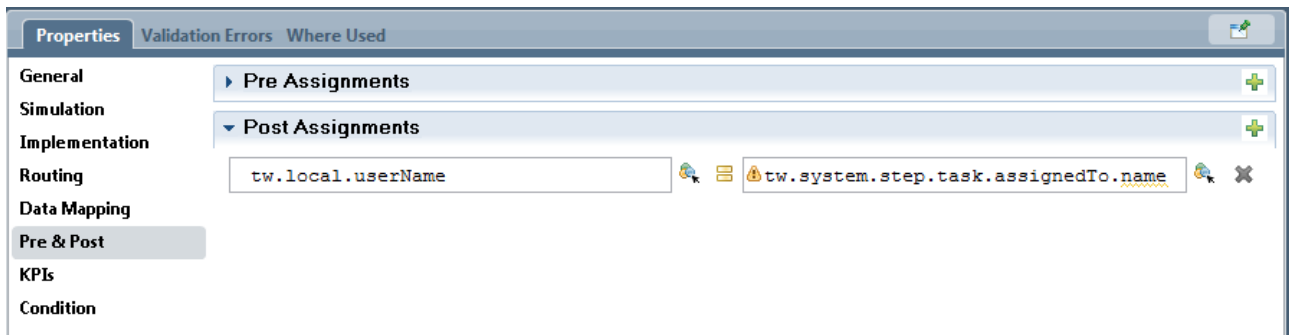 Properties Validation Errors Where Used
General
Pre Assignments
Simulation
Post Assignments
Implementation
Routing
tw.local.userName tw.system.step.task.assignedTo.name
Data Mapping
Pre & Post
KPIs
Condition